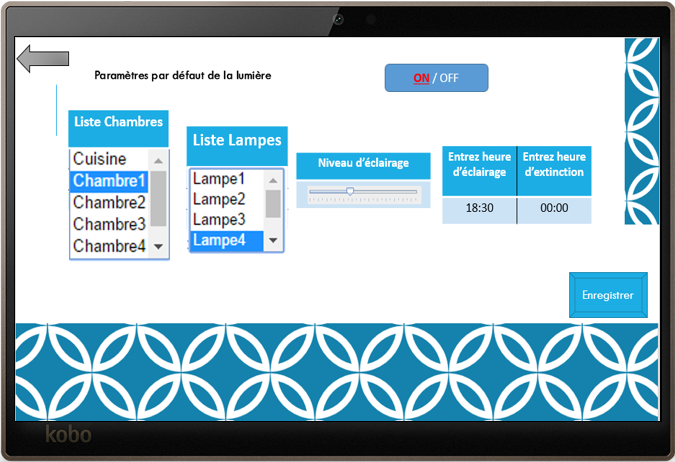 Paramètres par défaut de la lumière
ON / OFF
Liste Chambres
Cuisine
Chambre1
Chambre2
Chambre3
Chambre4
Liste Lampes
Lampe1
Lampe2
Lampe3
Lampe4
Niveau d'éclairage
Entrez heure
d'éclairage
18:30
Entrez heure
d'extinction
00:00
Enregistrer
kobo